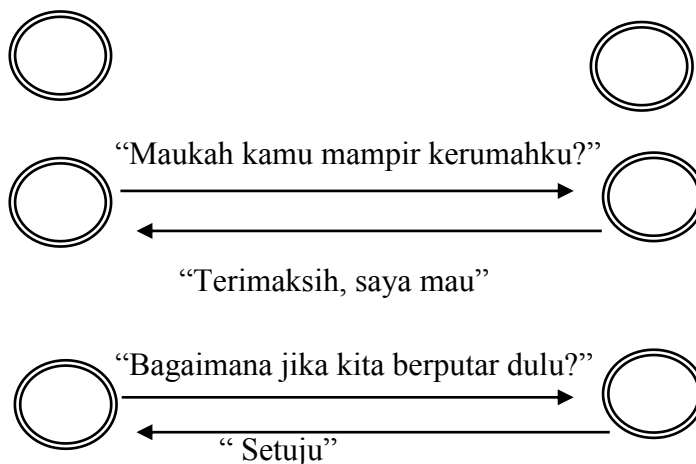 “Maukah kamu mampir kerumahku?”
“Terimaksih, saya mau”
“Bagaimana jika kita berputar dulu?”
“ Setuju”